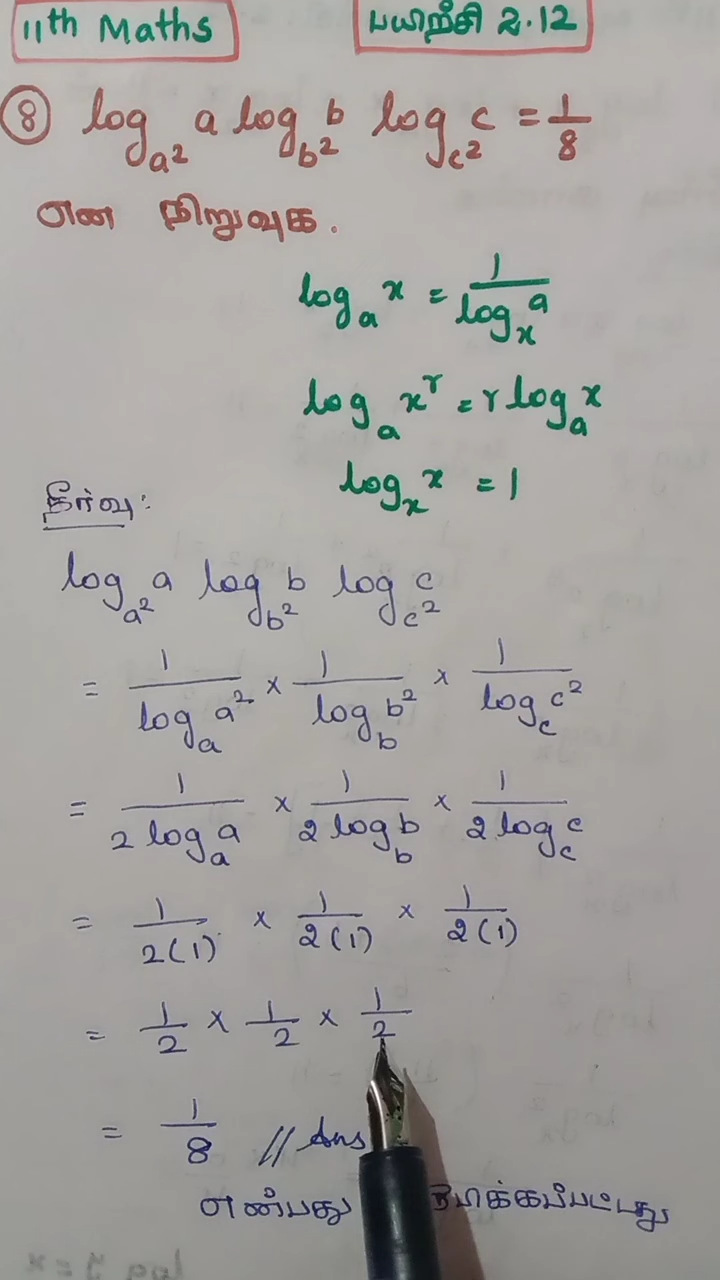 11th Maths
பயிற்சி 2.12
⑧ log_{a²} a log_{b²} b log_{c²} c = 1/8
என நிறுவுக.
log_a x = 1/log_x a
log_a x^r = r log_a x
log_x x = 1
தீர்வு:
log_{a²} a log_{b²} b log_{c²} c
= 1/log_a a² × 1/log_b b² × 1/log_c c²
= 1/2 log_a a × 1/2 log_b b × 1/2 log_c c
= 1/2(1) × 1/2(1) × 1/2(1)
= 1/2 × 1/2 × 1/2
= 1/8 // Ans
என்பது